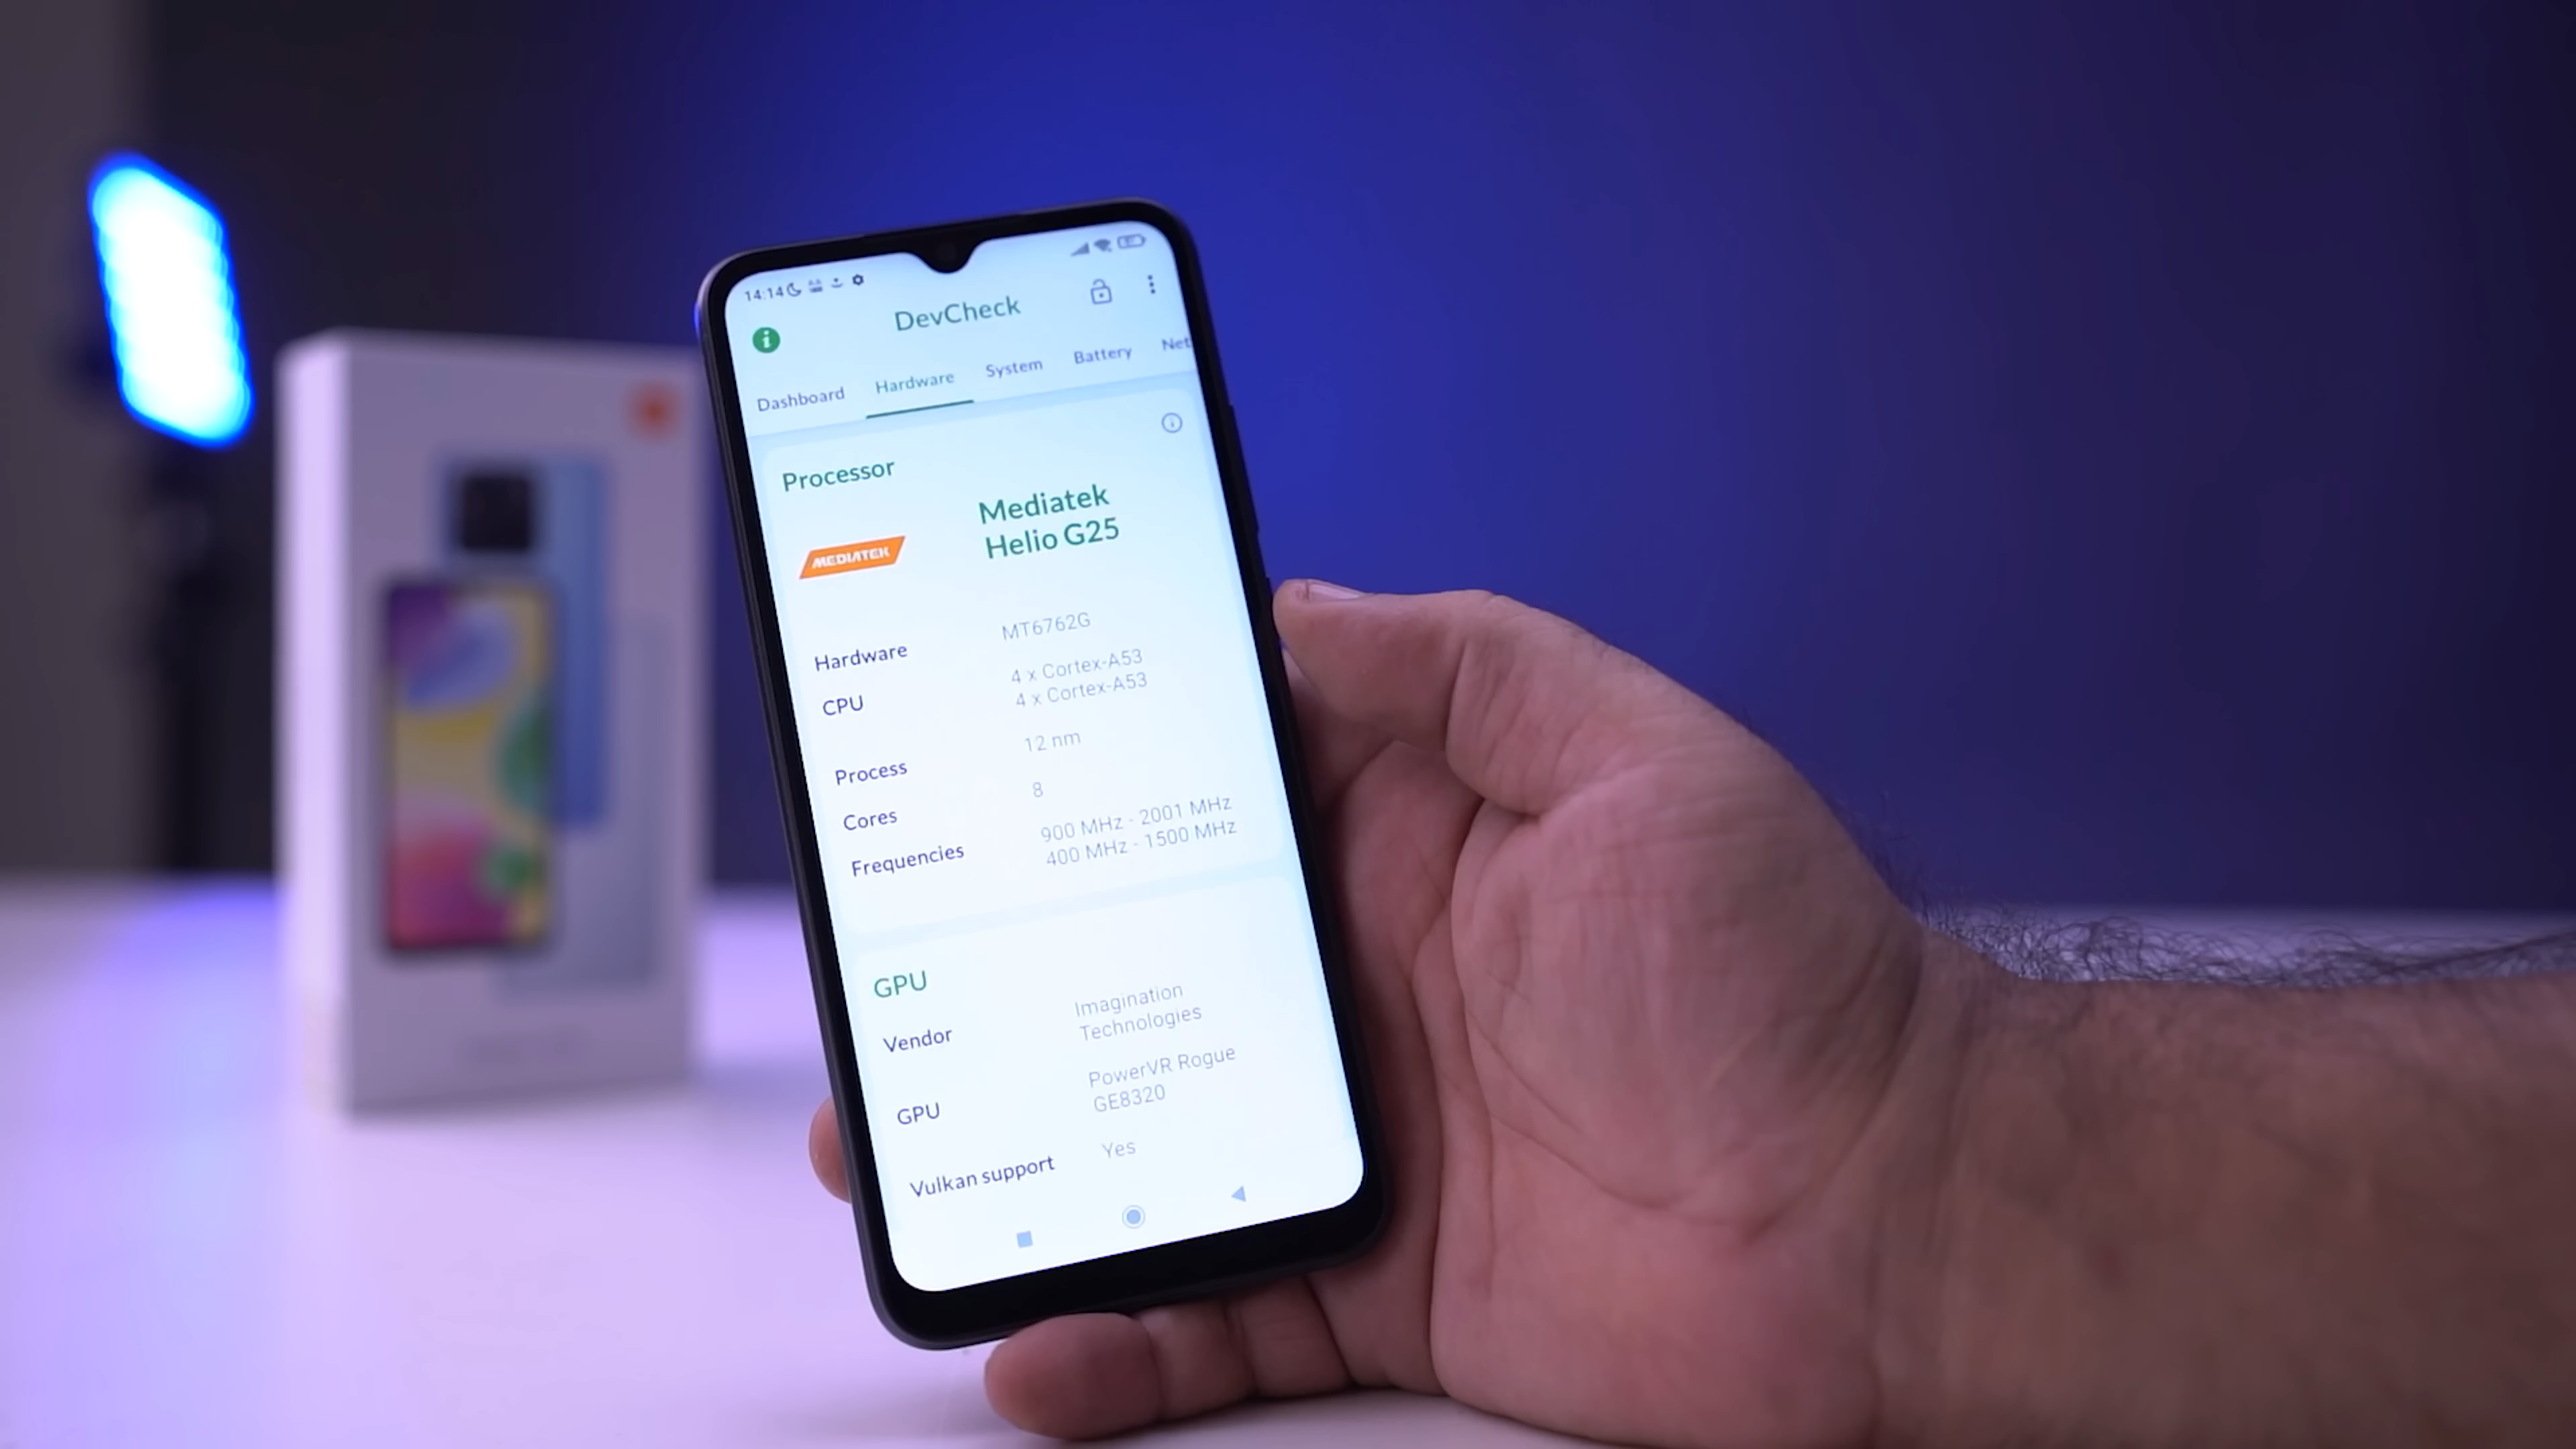 14:14
DevCheck
Dashboard Hardware System Battery Net
Processor
MEDIATEK
Mediatek
Helio G25
Hardware MT6762G
CPU 4 x Cortex-A53
4 x Cortex-A53
Process 12 nm
Cores 8
Frequencies 900 MHz - 2001 MHz
400 MHz - 1500 MHz
GPU
Vendor Imagination
Technologies
GPU PowerVR Rogue
GE8320
Vulkan support Yes